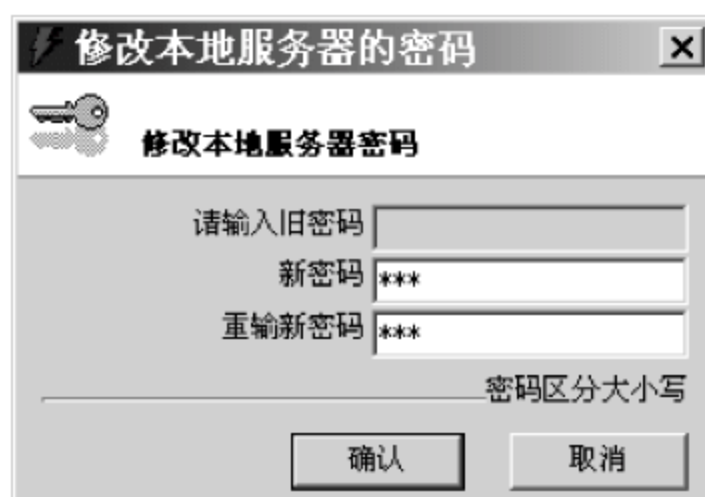 修改本地服务器的密码
修改本地服务器密码
请输入旧密码
新密码 ***
重输新密码 ***
密码区分大小写
确认 取消